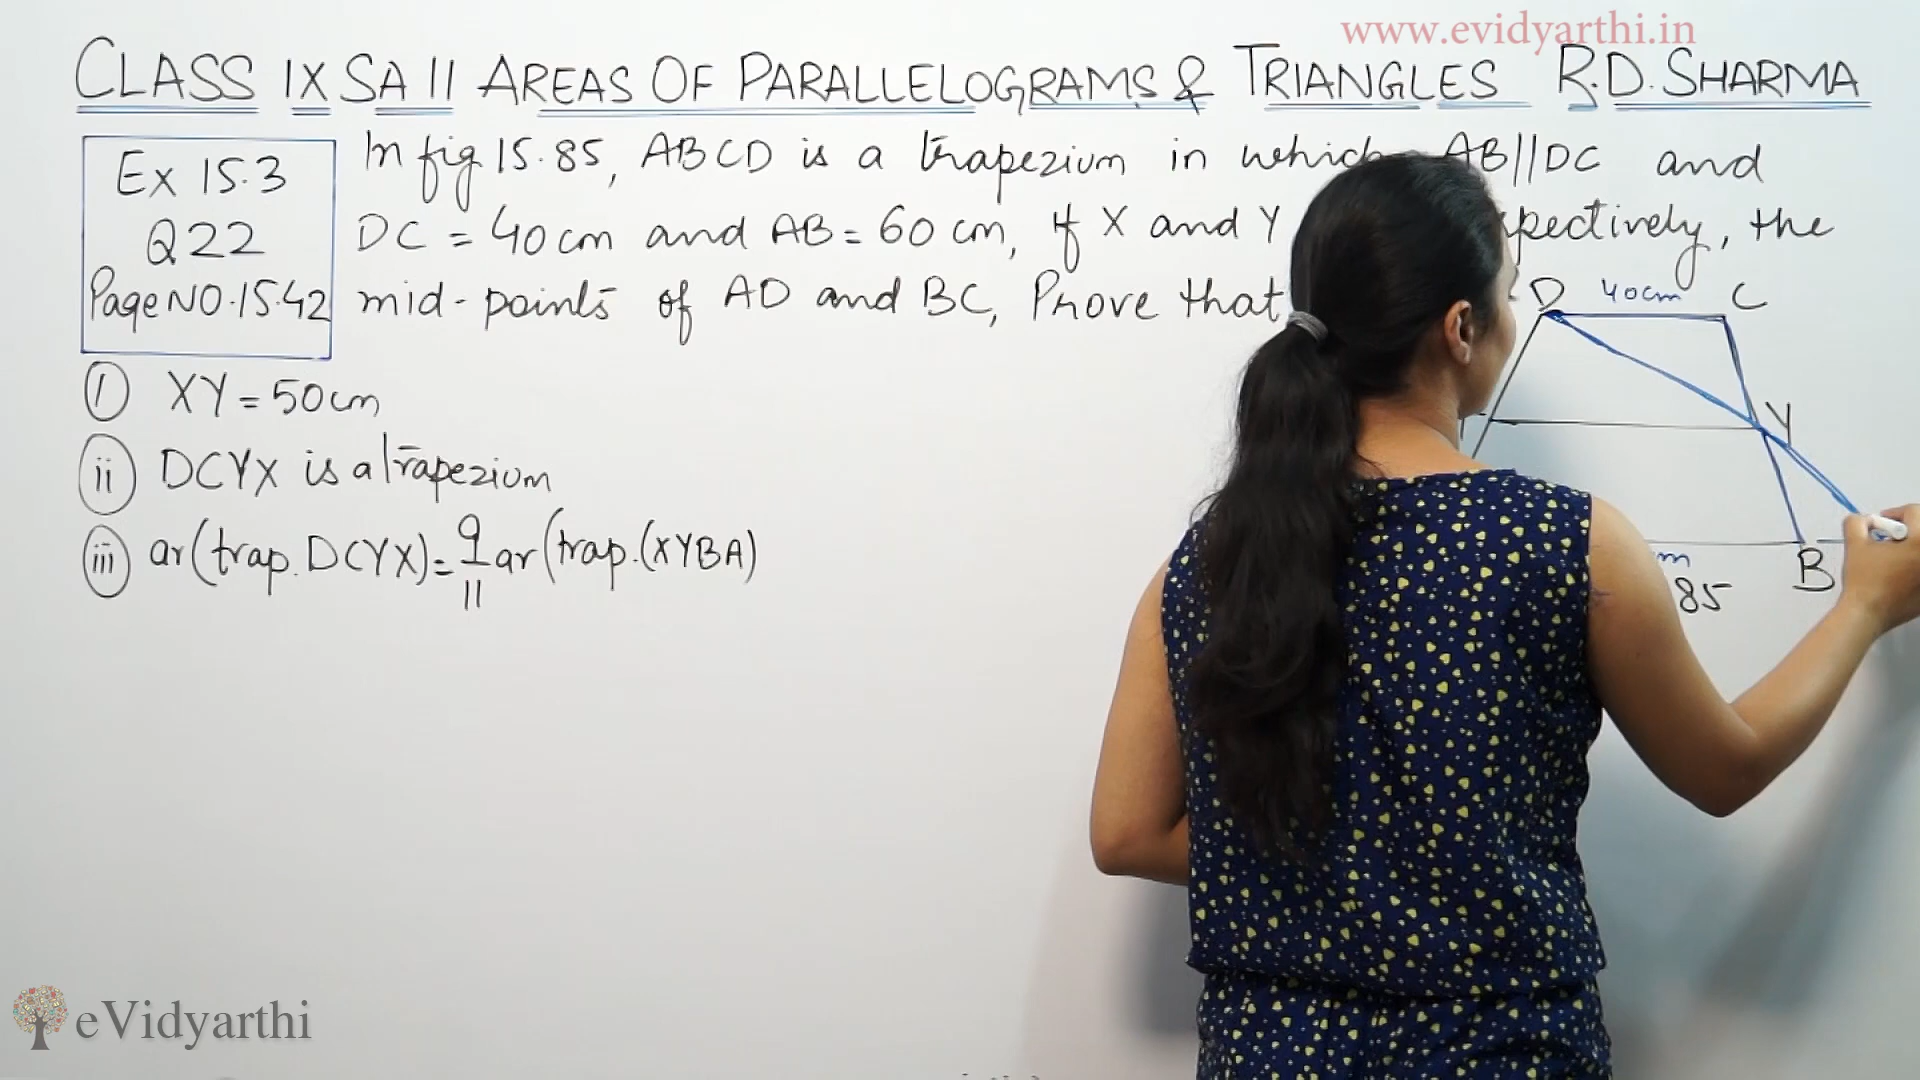 www.evidyarthi.in
CLASS IX SA II AREAS OF PARALLELOGRAMS & TRIANGLES R.D. SHARMA
Ex 15.3
Q22
Page NO. 15.42
In fig 15.85, ABCD is a trapezium in which AB||DC and
DC = 40 cm and AB = 60 cm, if X and Y the
mid-points of AD and BC, Prove that
D 40cm C
Y
B
85
i XY = 50cm
ii DCYX is a trapezium
iii ar(trap. DCYX) = 9/11 ar(trap.(XYBA)
eVidyarthi